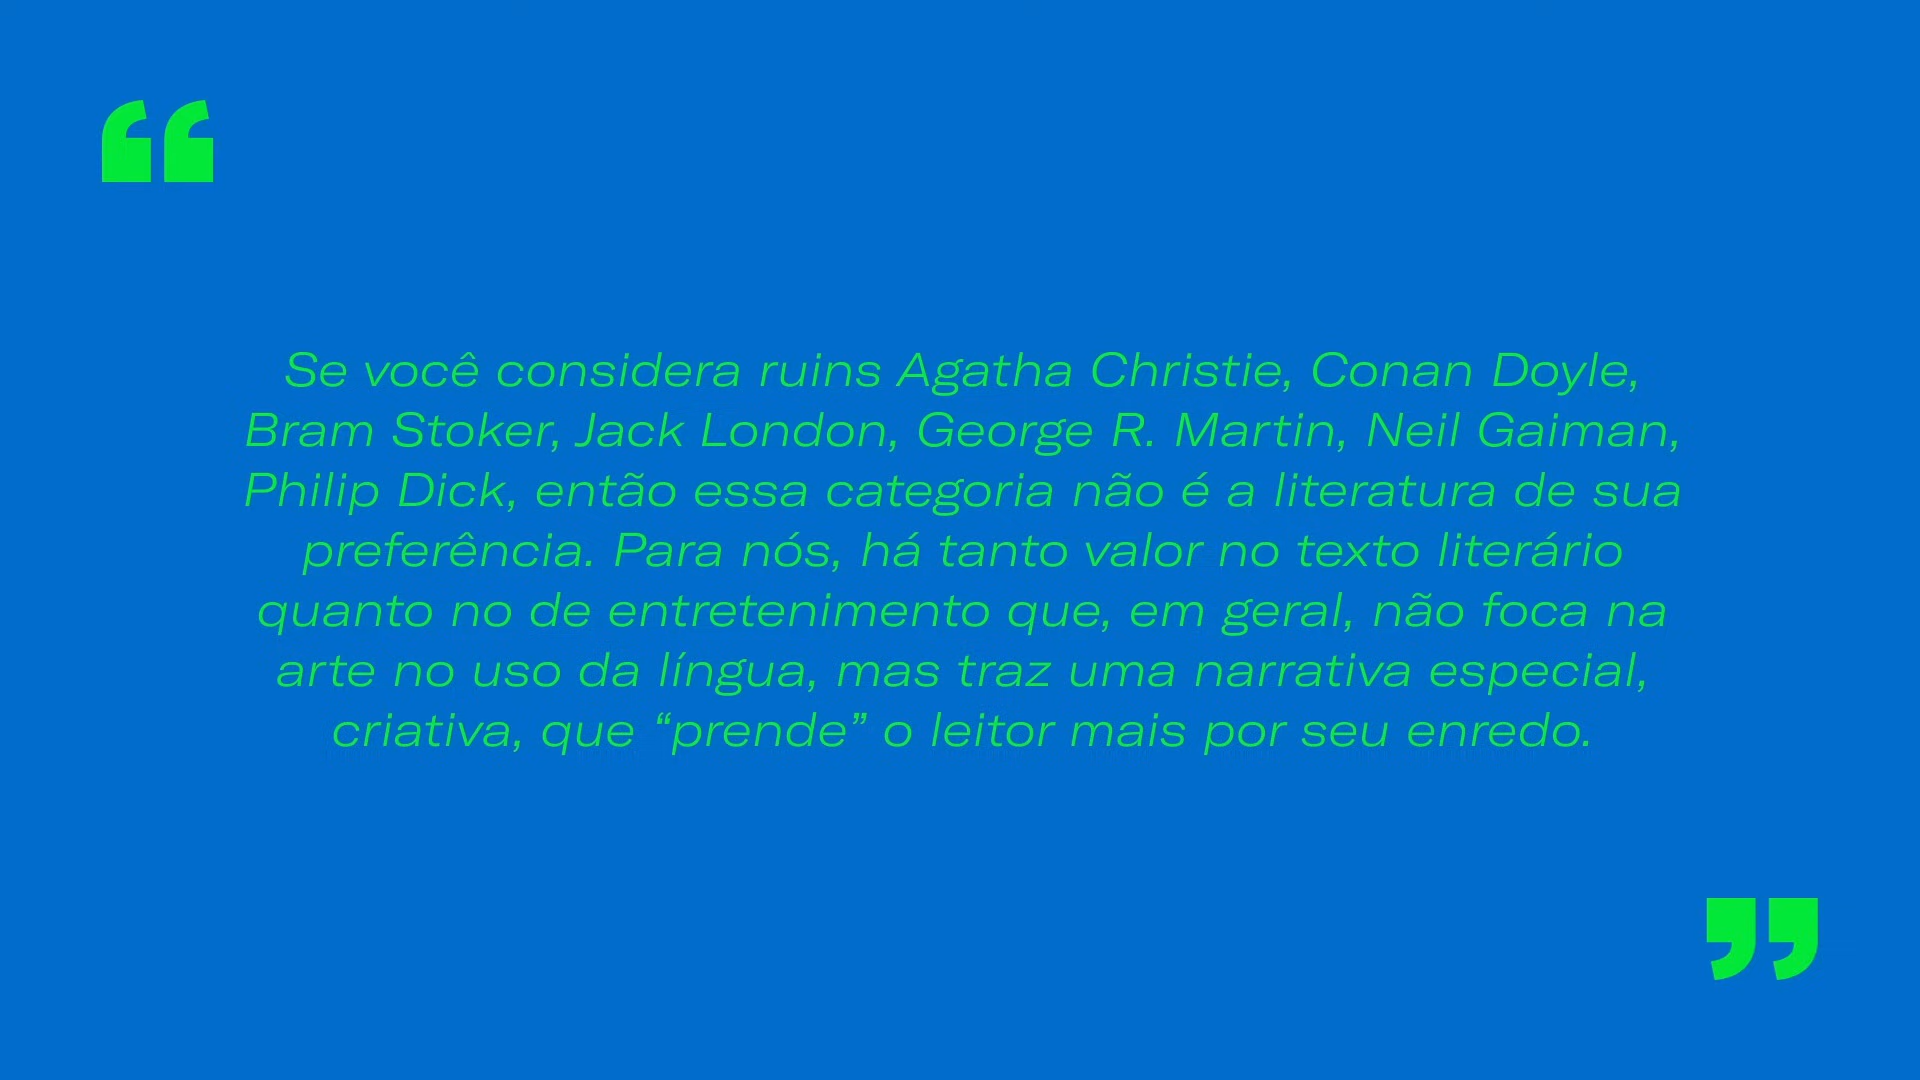 “
Se você considera ruins Agatha Christie, Conan Doyle,
Bram Stoker, Jack London, George R. Martin, Neil Gaiman,
Philip Dick, então essa categoria não é a literatura de sua
preferência. Para nós, há tanto valor no texto literário
quanto no de entretenimento que, em geral, não foca na
arte no uso da língua, mas traz uma narrativa especial,
criativa, que “prende” o leitor mais por seu enredo.
”